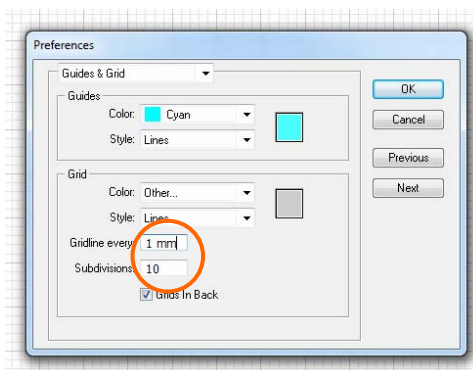 Preferences
Guides & Grid
Guides
Color: Cyan
Style: Lines
Grid
Color: Other...
Style: Lines
Gridline every: 1 mm
Subdivisions: 10
Grids In Back
OK
Cancel
Previous
Next